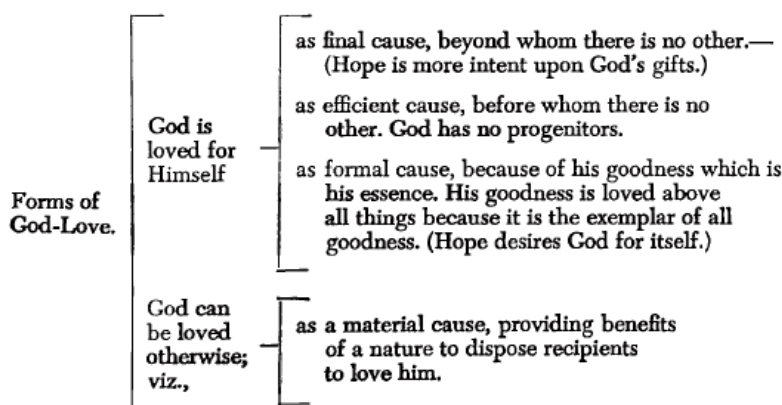 Forms of
God-Love.
God is
loved for
Himself
as final cause, beyond whom there is no other.—
(Hope is more intent upon God's gifts.)
as efficient cause, before whom there is no
other. God has no progenitors.
as formal cause, because of his goodness which is
his essence. His goodness is loved above
all things because it is the exemplar of all
goodness. (Hope desires God for itself.)
God can
be loved
otherwise;
viz.,
as a material cause, providing benefits
of a nature to dispose recipients
to love him.